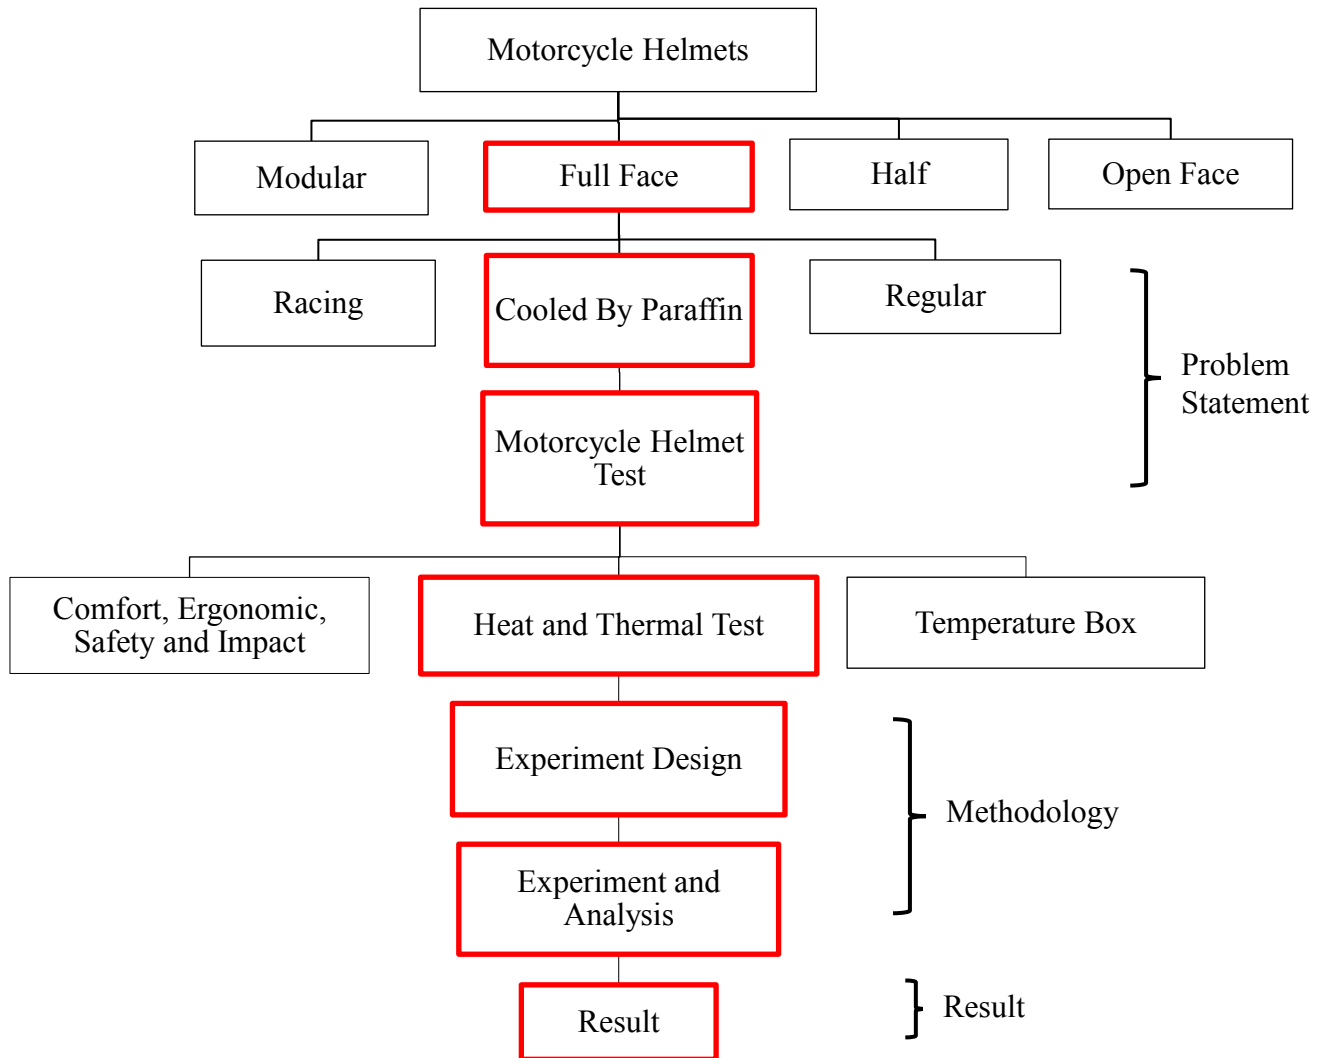 Motorcycle Helmets
Modular
Full Face
Half
Open Face
Racing
Cooled By Paraffin
Regular
Problem
Statement
Motorcycle Helmet
Test
Comfort, Ergonomic,
Safety and Impact
Heat and Thermal Test
Temperature Box
Experiment Design
Methodology
Experiment and
Analysis
Result
Result